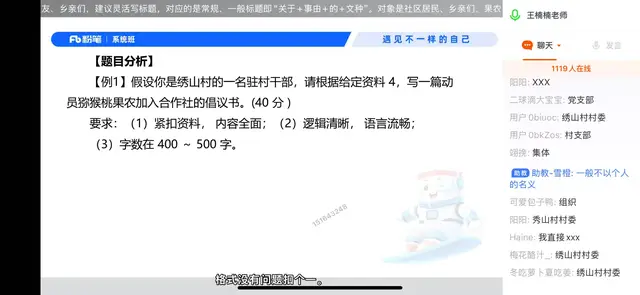 友、乡亲们，建议灵活写标题，对应的是常规、一般标题即“关于+事由+的+文种”。对象是社区居民、乡亲们、果农
粉笔 | 系统班
遇见不一样的自己
【题目分析】
【例1】假设你是绣山村的一名驻村干部，请根据给定资料 4，写一篇动
员猕猴桃果农加入合作社的倡议书。(40 分）
要求：（1）紧扣资料，内容全面；（2）逻辑清晰，语言流畅；
（3）字数在 400 ～ 500 字。
151643248
格式没有问题扣个一。
王楠楠老师
聊天
发言
1119人在线
阳阳: XXX
二球滴大宝宝: 党支部
用户 0biuoc: 绣山村村委
用户 0bkZos: 村支部
翊挽: 集体
助教 助教-雪橙: 一般不以个人
的名义
可爱包子鸭: 组织
阳阳: 秀山村村委
Haine: 我直接xxx
梅花醋汁_: 绣山村村委
冬吃萝卜夏吃姜: 绣山村村委